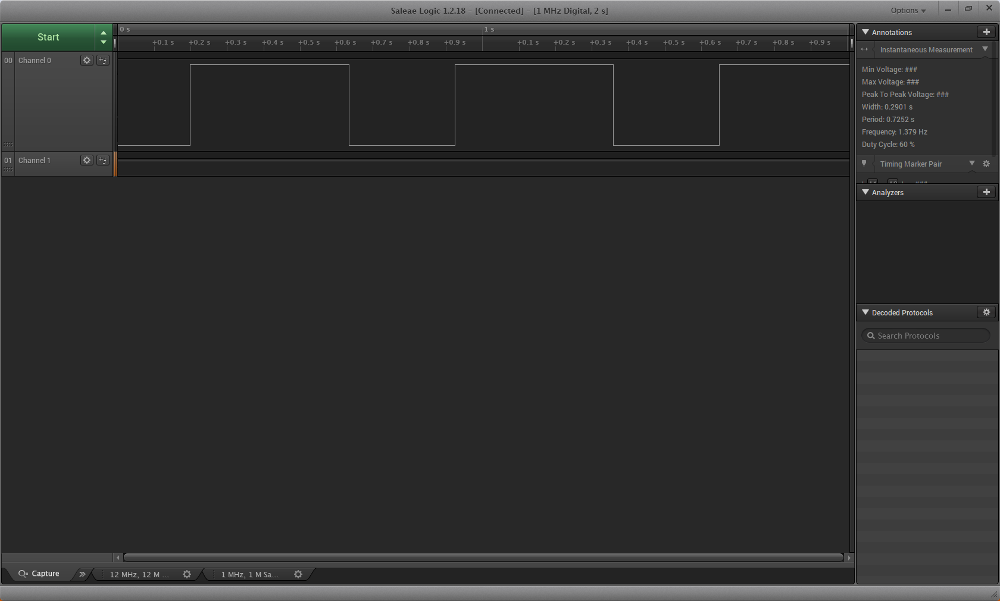 Saleae Logic 1.2.18 - [Connected] - [1 MHz Digital, 2 s]
Options
Start
0 s
1 s
+0.1 s +0.2 s +0.3 s +0.4 s +0.5 s +0.6 s +0.7 s +0.8 s +0.9 s +0.1 s +0.2 s +0.3 s +0.4 s +0.5 s +0.6 s +0.7 s +0.8 s +0.9 s
00 Channel 0
01 Channel 1
Annotations
Instantaneous Measurement
Min Voltage: ###
Max Voltage: ###
Peak To Peak Voltage: ###
Width: 0.2901 s
Period: 0.7252 s
Frequency: 1.379 Hz
Duty Cycle: 60 %
Timing Marker Pair
Analyzers
Decoded Protocols
Search Protocols
Capture
12 MHz, 12 M ...
1 MHz, 1 M Sa...